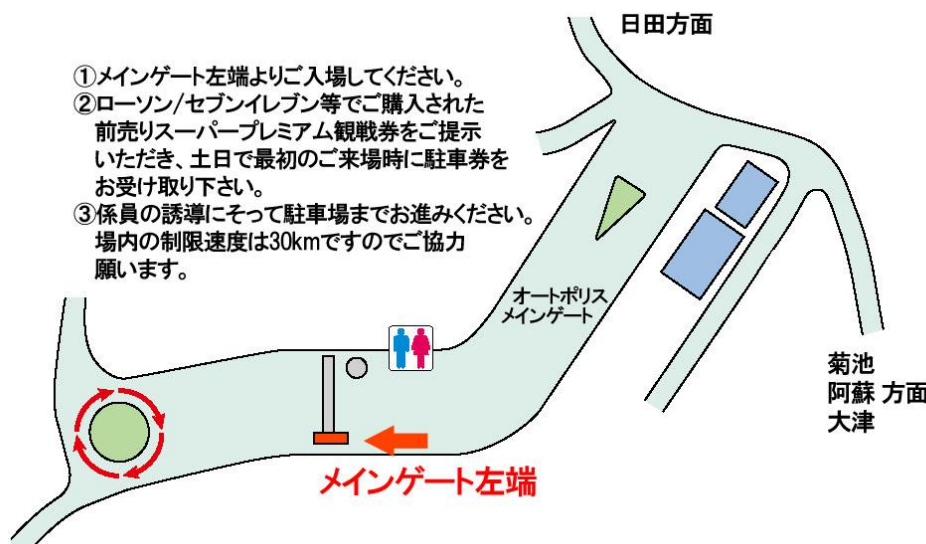 日田方面
①メインゲート左端よりご入場してください。
②ローソン/セブンイレブン等でご購入された
前売りスーパープレミアム観戦券をご提示
いただき、土日で最初のご来場時に駐車券を
お受け取り下さい。
③係員の誘導にそって駐車場までお進みください。
場内の制限速度は30kmですのでご協力
願います。
オートポリス
メインゲート
菊池
阿蘇 方面
大津
メインゲート左端